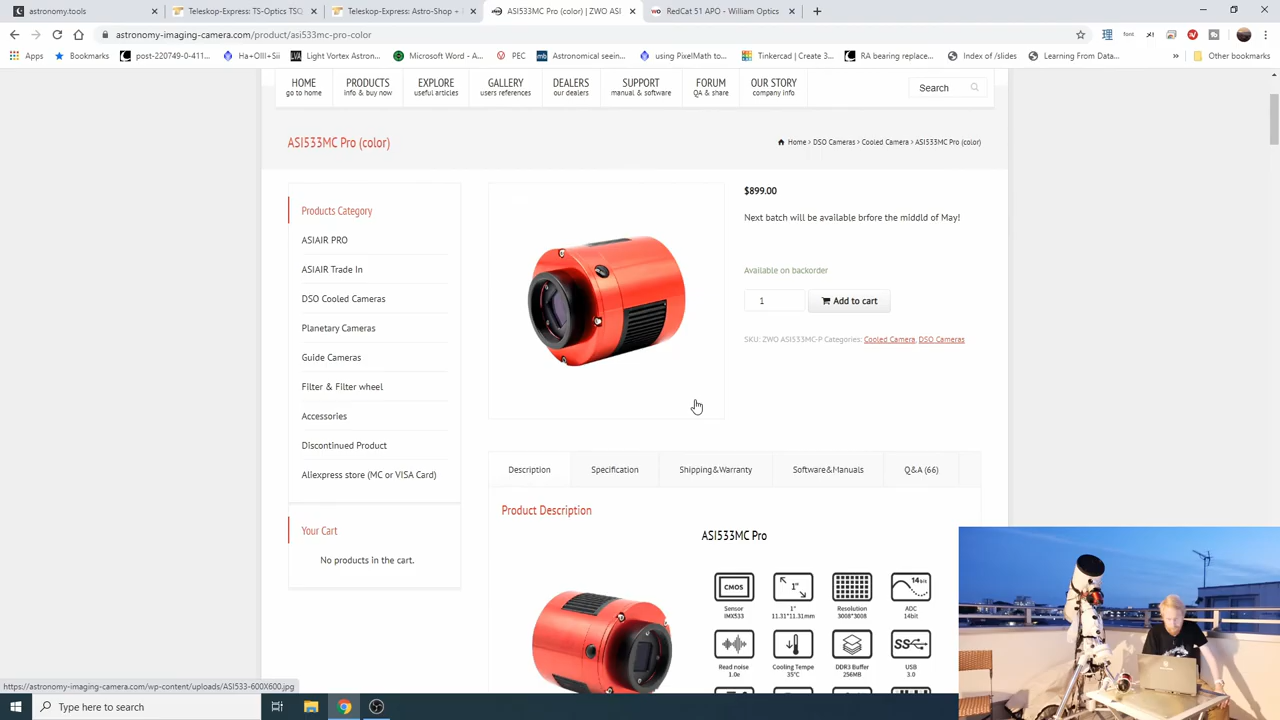 astronomy.tools
Teleskop-Express: TS-Optics TSQ
Teleskop-Express: Astro-Shop +
ASI533MC Pro (color) | ZWO ASI
RedCat 51 APO - William Optics
astronomy-imaging-camera.com/product/asi533mc-pro-color
Apps
Bookmarks
post-220749-0-411...
Ha+OIII+Sii
Light Vortex Astron...
Microsoft Word - A...
PEC
Astronomical seein...
using PixelMath to...
Tinkercad | Create 3...
RA bearing replace...
Index of /slides
Learning From Data...
»
Other bookmarks
HOME
go to home
PRODUCTS
info & buy now
EXPLORE
useful articles
GALLERY
users references
DEALERS
our dealers
SUPPORT
manual & software
FORUM
QA & share
OUR STORY
company info
Search
ASI533MC Pro (color)
Home > DSO Cameras > Cooled Camera > ASI533MC Pro (color)
Products Category
ASIAIR PRO
ASIAIR Trade In
DSO Cooled Cameras
Planetary Cameras
Guide Cameras
Filter & Filter wheel
Accessories
Discontinued Product
Aliexpress store (MC or VISA Card)
Your Cart
No products in the cart.
$899.00
Next batch will be available brfore the middld of May!
Available on backorder
1
Add to cart
SKU: ZWO ASI533MC-P Categories: Cooled Camera, DSO Cameras
Description
Specification
Shipping&Warranty
Software&Manuals
Q&A (66)
Product Description
ASI533MC Pro
CMOS
Sensor
IMX533
1"
1"
11.31*11.31mm
Resolution
3008*3008
14bit
ADC
14bit
Read noise
1.0e
Cooling Tempe
35°C
DDR3 Buffer
256MB
SS
USB
3.0
https://astronomy-imaging-camera.com/wp-content/uploads/ASI533-600X600.jpg
Type here to search